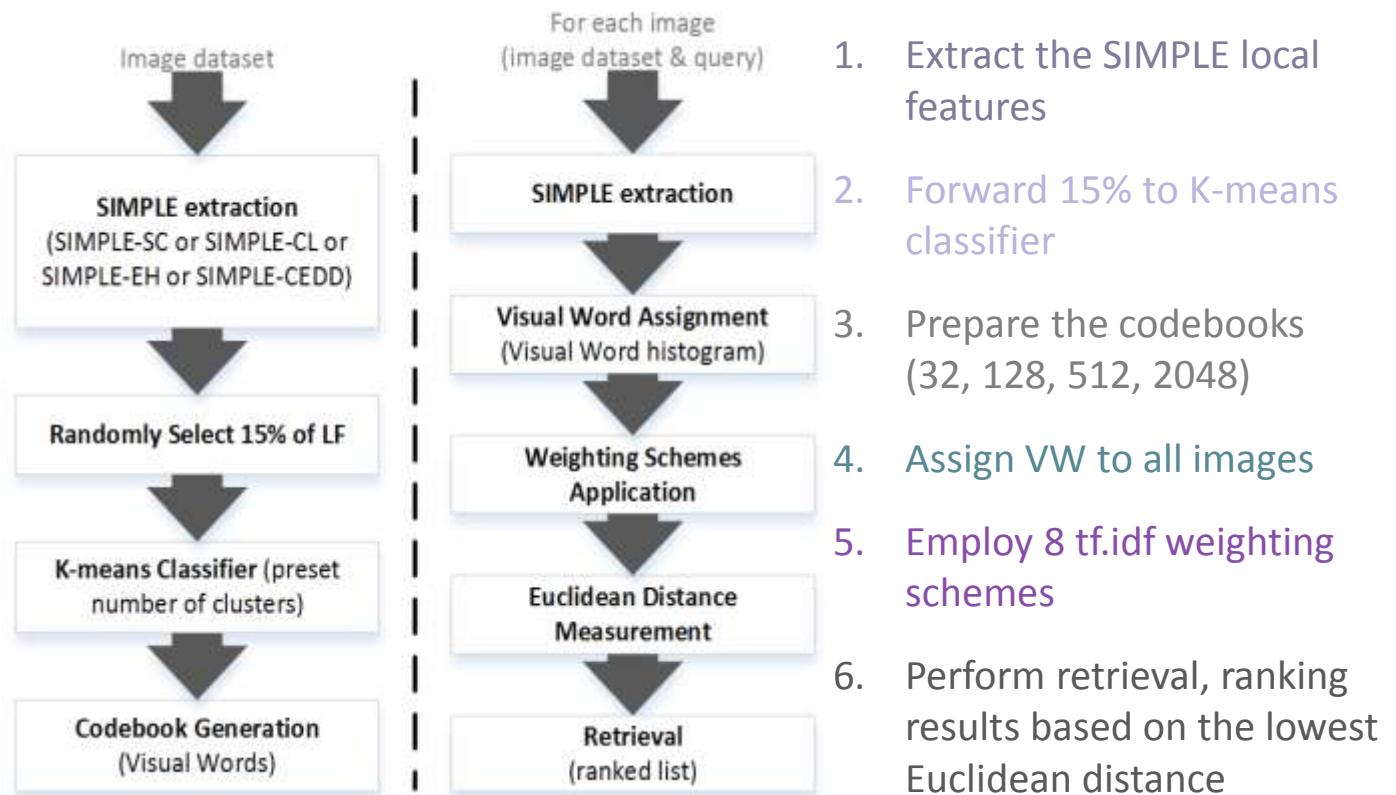 Image dataset
SIMPLE extraction
(SIMPLE-SC or SIMPLE-CL or
SIMPLE-EH or SIMPLE-CEDD)
Randomly Select 15% of LF
K-means Classifier (preset
number of clusters)
Codebook Generation
(Visual Words)
For each image
(image dataset & query)
SIMPLE extraction
Visual Word Assignment
(Visual Word histogram)
Weighting Schemes
Application
Euclidean Distance
Measurement
Retrieval
(ranked list)
1. Extract the SIMPLE local
features
2. Forward 15% to K-means
classifier
3. Prepare the codebooks
(32, 128, 512, 2048)
4. Assign VW to all images
5. Employ 8 tf.idf weighting
schemes
6. Perform retrieval, ranking
results based on the lowest
Euclidean distance